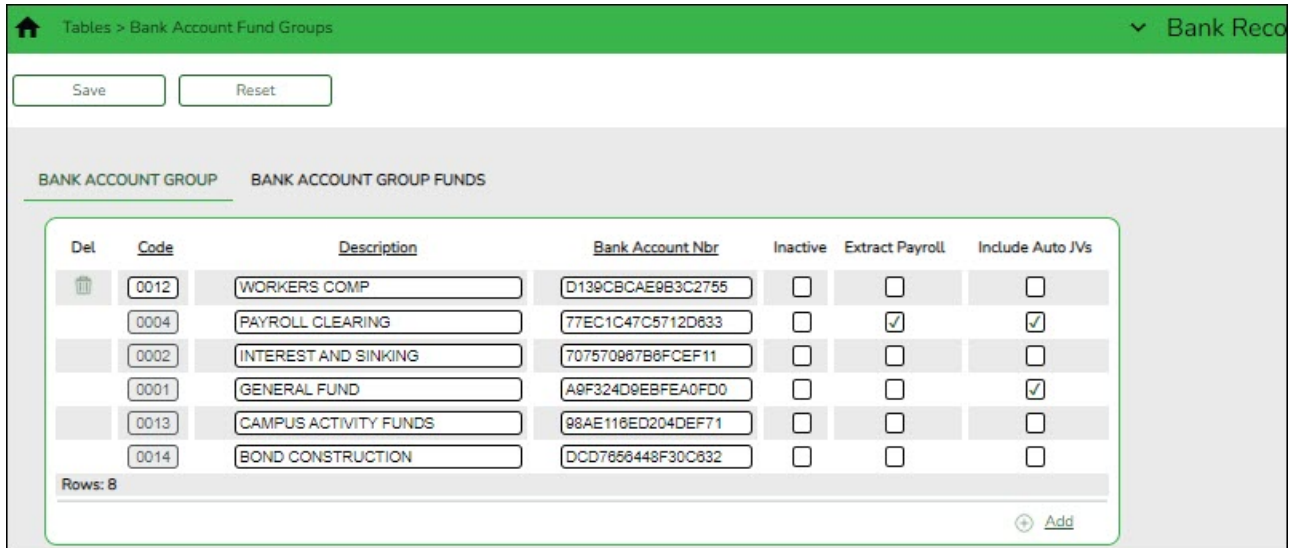 Tables > Bank Account Fund Groups Bank Reco
Save Reset
BANK ACCOUNT GROUP BANK ACCOUNT GROUP FUNDS
Del Code Description Bank Account Nbr Inactive Extract Payroll Include Auto JVs
0012 WORKERS COMP D139CBCAE9B3C2755
0004 PAYROLL CLEARING 77EC1C47C5712D633
0002 INTEREST AND SINKING 707570967B6FCEF11
0001 GENERAL FUND A9F324D9EBFEA0FD0
0013 CAMPUS ACTIVITY FUNDS 98AE116ED204DEF71
0014 BOND CONSTRUCTION DCD7656448F30C632
Rows: 8
Add